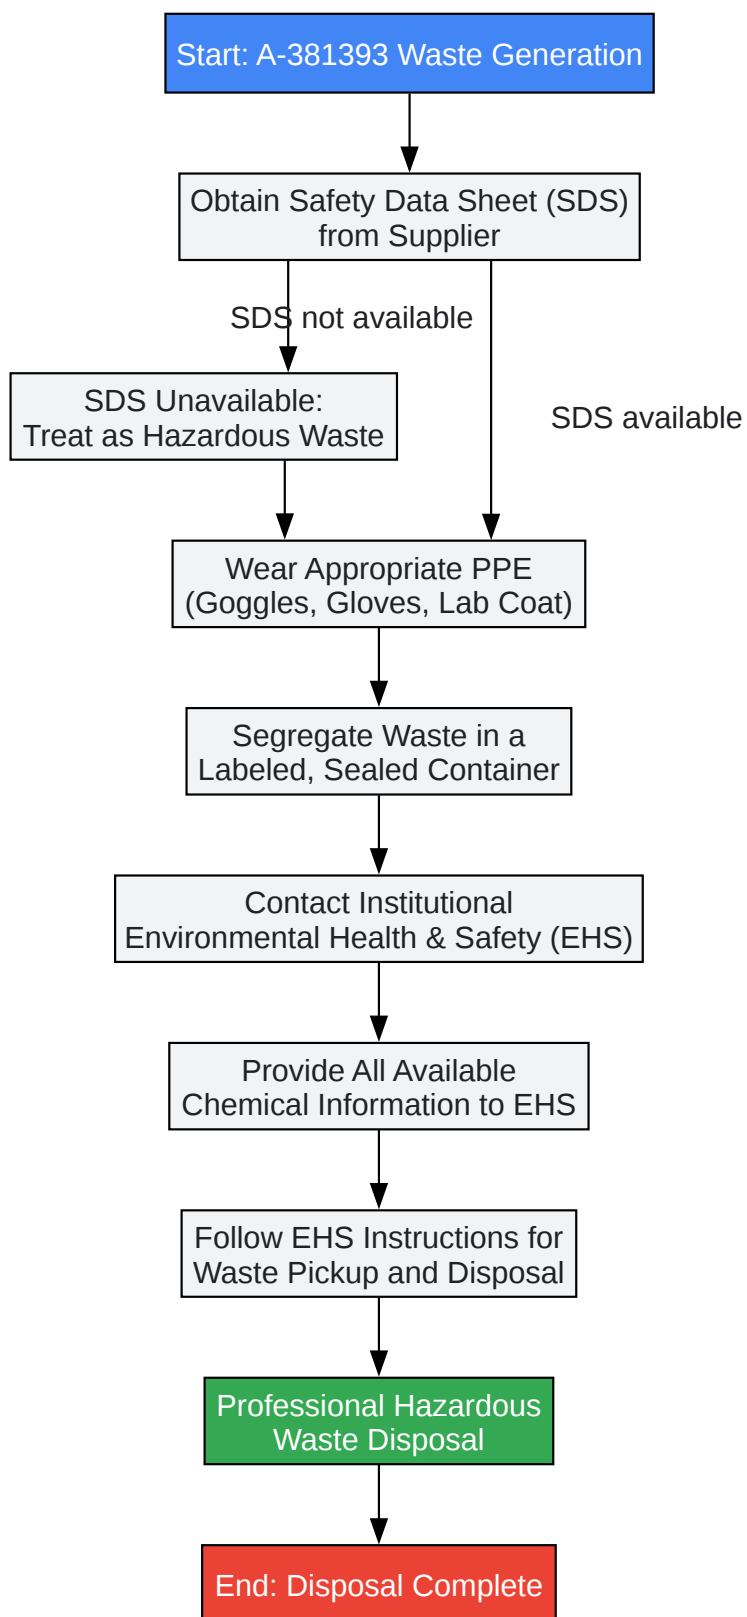 Start: A-381393 Waste Generation
Obtain Safety Data Sheet (SDS)
from Supplier
SDS not available
SDS Unavailable:
Treat as Hazardous Waste
SDS available
Wear Appropriate PPE
(Goggles, Gloves, Lab Coat)
Segregate Waste in a
Labeled, Sealed Container
Contact Institutional
Environmental Health & Safety (EHS)
Provide All Available
Chemical Information to EHS
Follow EHS Instructions for
Waste Pickup and Disposal
Professional Hazardous
Waste Disposal
End: Disposal Complete